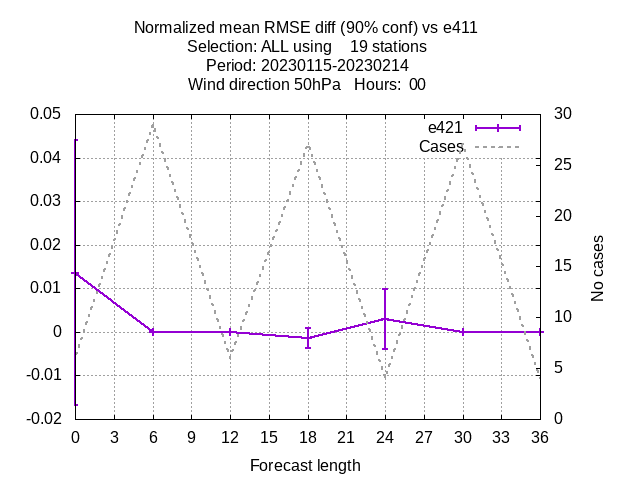 Normalized mean RMSE diff (90% conf) vs e411
Selection: ALL using    19 stations
Period: 20230115-20230214
Wind direction 50hPa   Hours:  00
0.05
0.04
0.03
0.02
0.01
0
-0.01
-0.02
e421
Cases
30
25
20
15
10
5
0
No cases
0 3 6 9 12 15 18 21 24 27 30 33 36
Forecast length